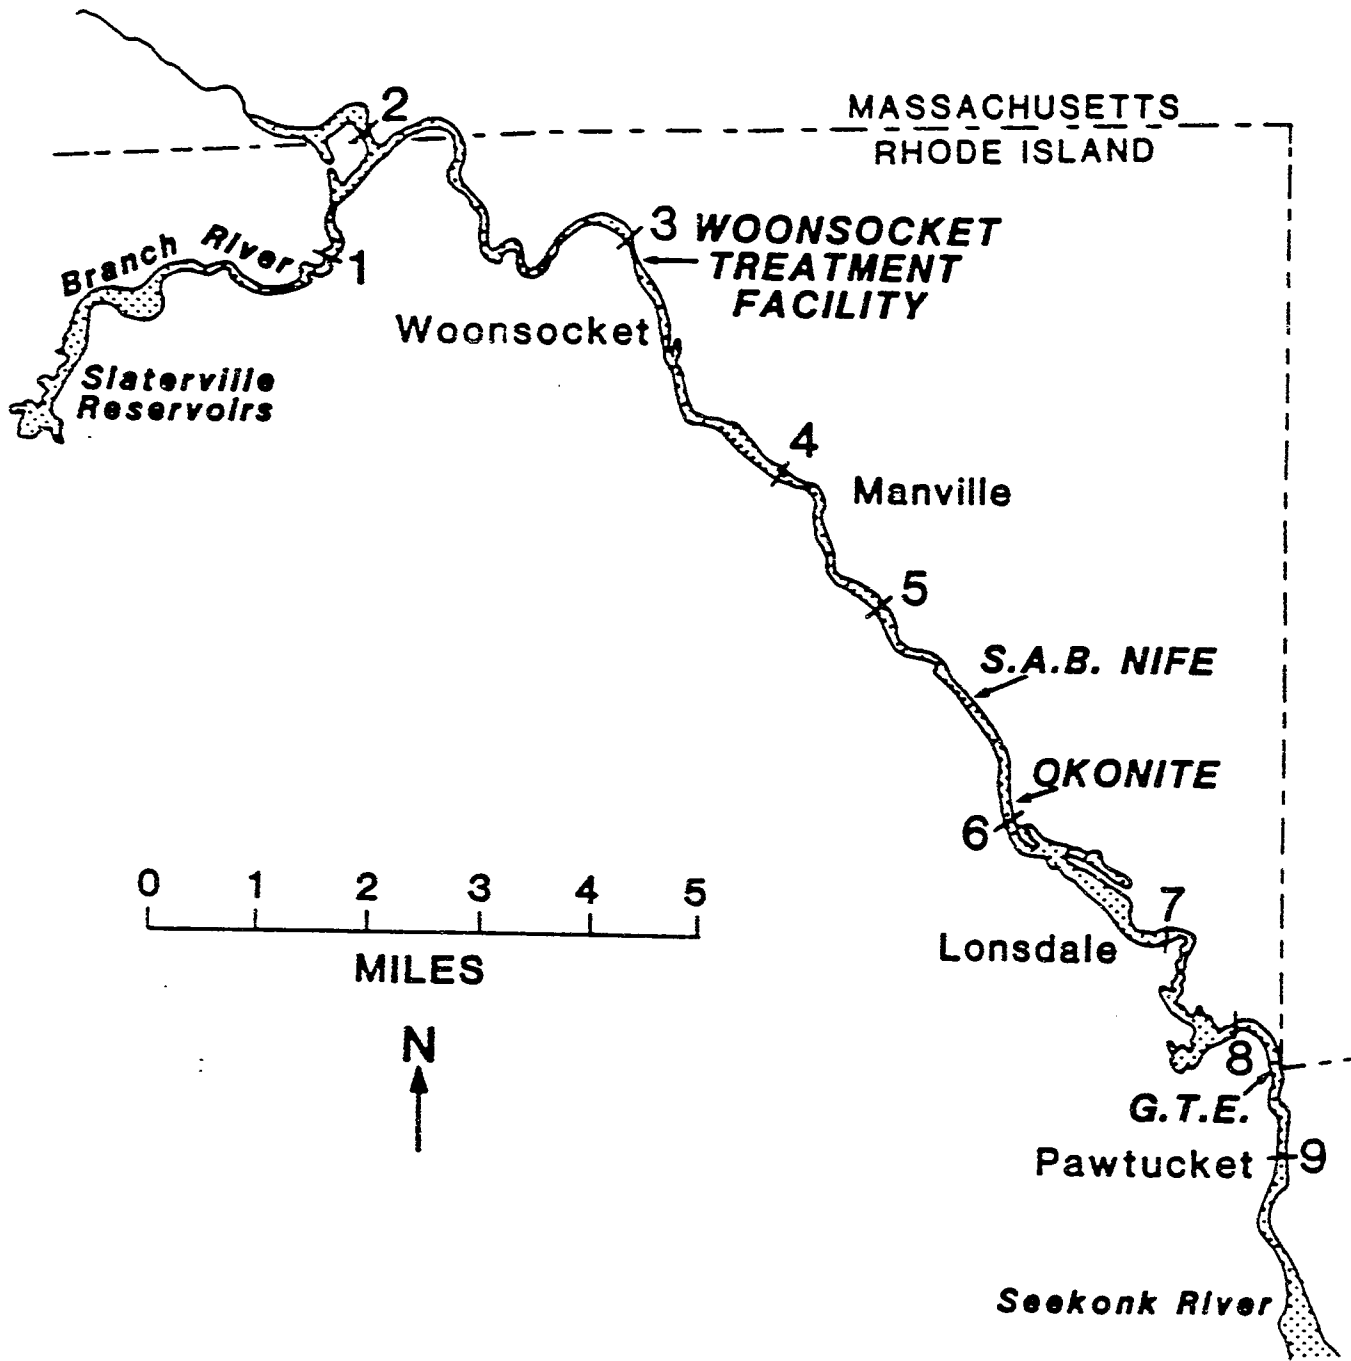 2
MASSACHUSETTS
RHODE ISLAND
Branch River
1
3
WOONSOCKET
TREATMENT
FACILITY
Woonsocket
Slaterville
Reservoirs
4
Manville
5
S.A.B. NIFE
OKONITE
6
0 1 2 3 4 5
MILES
7
Lonsdale
N
8
G.T.E.
Pawtucket
9
Seekonk River